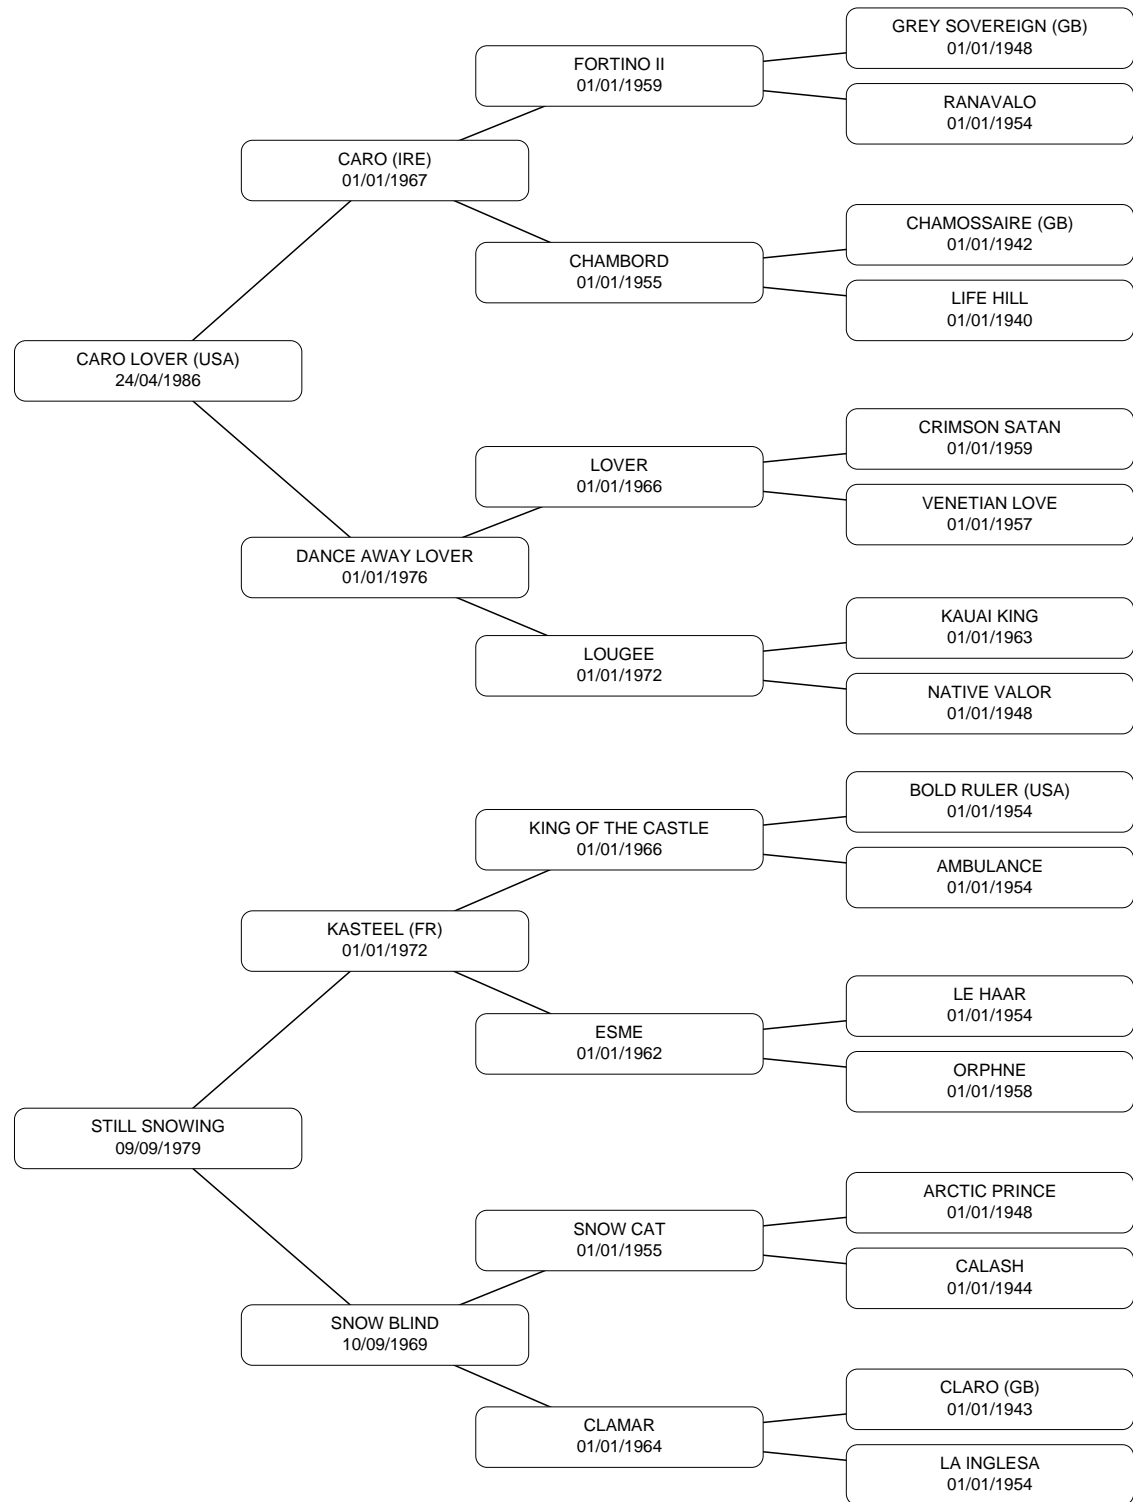 GREY SOVEREIGN (GB)
01/01/1948
FORTINO II
01/01/1959
RANAVALO
01/01/1954
CARO (IRE)
01/01/1967
CHAMOSSAIRE (GB)
01/01/1942
CHAMBORD
01/01/1955
LIFE HILL
01/01/1940
CARO LOVER (USA)
24/04/1986
CRIMSON SATAN
01/01/1959
LOVER
01/01/1966
VENETIAN LOVE
01/01/1957
DANCE AWAY LOVER
01/01/1976
KAUAI KING
01/01/1963
LOUGEE
01/01/1972
NATIVE VALOR
01/01/1948
BOLD RULER (USA)
01/01/1954
KING OF THE CASTLE
01/01/1966
AMBULANCE
01/01/1954
KASTEEL (FR)
01/01/1972
LE HAAR
01/01/1954
ESME
01/01/1962
ORPHNE
01/01/1958
STILL SNOWING
09/09/1979
ARCTIC PRINCE
01/01/1948
SNOW CAT
01/01/1955
CALASH
01/01/1944
SNOW BLIND
10/09/1969
CLARO (GB)
01/01/1943
CLAMAR
01/01/1964
LA INGLESA
01/01/1954